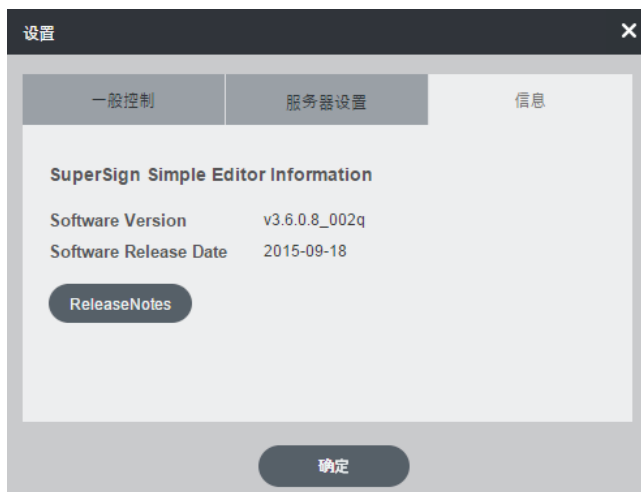 设置
一般控制 服务器设置 信息
SuperSign Simple Editor Information
Software Version v3.6.0.8_002q
Software Release Date 2015-09-18
ReleaseNotes
确定